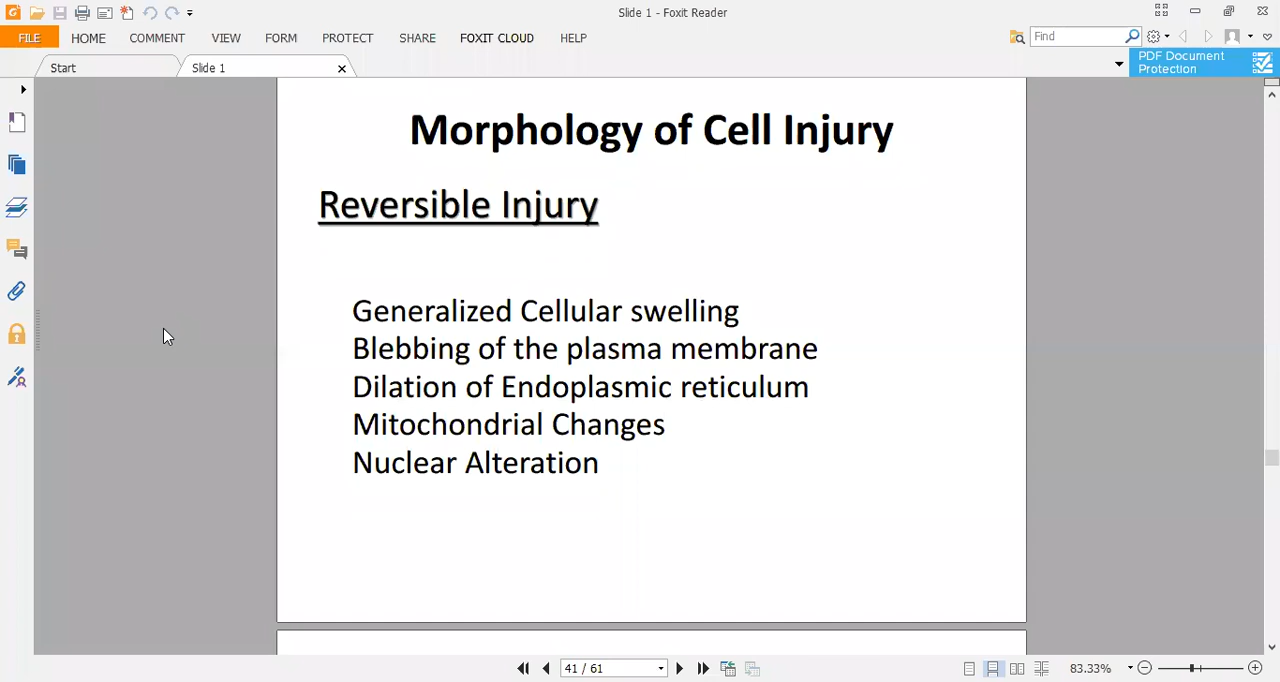 Slide 1 - Foxit Reader
FILE HOME COMMENT VIEW FORM PROTECT SHARE FOXIT CLOUD HELP
Find
Start
Slide 1
PDF Document
Protection
Morphology of Cell Injury
Reversible Injury
Generalized Cellular swelling
Blebbing of the plasma membrane
Dilation of Endoplasmic reticulum
Mitochondrial Changes
Nuclear Alteration
41 / 61
83.33%